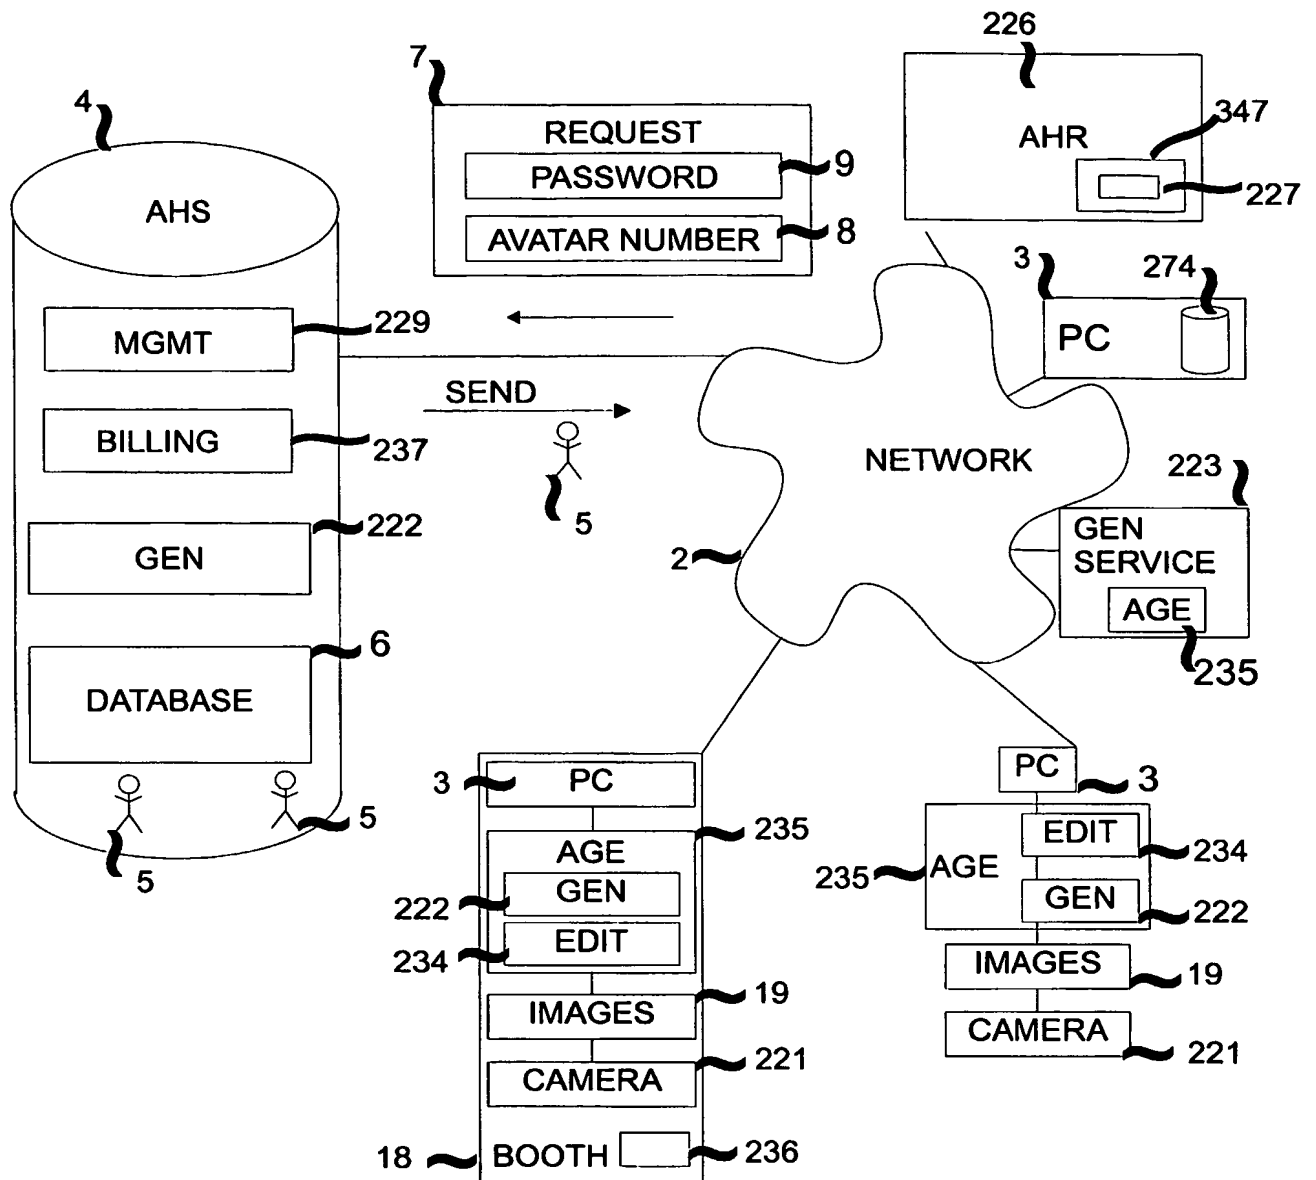 226
7
4
347
REQUEST
AHR
PASSWORD
9
227
AHS
AVATAR NUMBER
8
3
274
229
MGMT
PC
SEND
BILLING
237
NETWORK
223
5
222
GEN
2
GEN
SERVICE
AGE
6
235
DATABASE
3
PC
PC
3
5
235
EDIT
234
AGE
5
235
AGE
GEN
222
GEN
222
EDIT
234
IMAGES
19
19
IMAGES
CAMERA
221
221
CAMERA
18
BOOTH
236